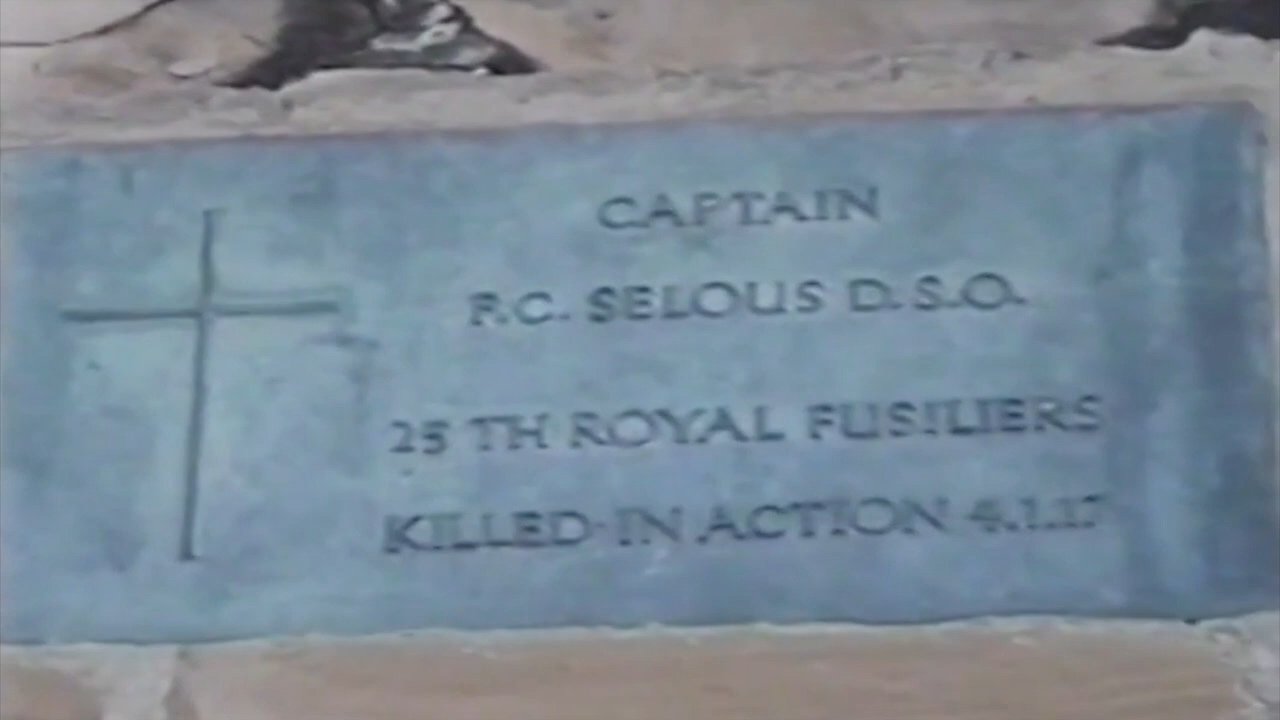 CAPTAIN
F.C. SELOUS D.S.O.
25 TH ROYAL FUSILIERS
KILLED IN ACTION 4.1.17